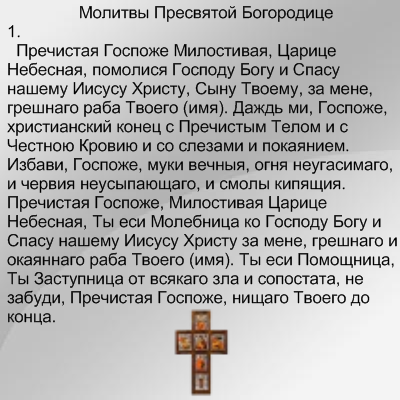 Молитвы Пресвятой Богородице
1.
Пречистая Госпоже Милостивая, Царице
Небесная, помолися Господу Богу и Спасу
нашему Иисусу Христу, Сыну Твоему, за мене,
грешнаго раба Твоего (имя). Даждь ми, Госпоже,
христианский конец с Пречистым Телом и с
Честною Кровию и со слезами и покаянием.
Избави, Госпоже, муки вечныя, огня неугасимаго,
и червия неусыпающаго, и смолы кипящия.
Пречистая Госпоже, Милостивая Царице
Небесная, Ты еси Молебница ко Господу Богу и
Спасу нашему Иисусу Христу за мене, грешнаго и
окаяннаго раба Твоего (имя). Ты еси Помощница,
Ты Заступница от всякаго зла и сопостата, не
забуди, Пречистая Госпоже, нищаго Твоего до
конца.